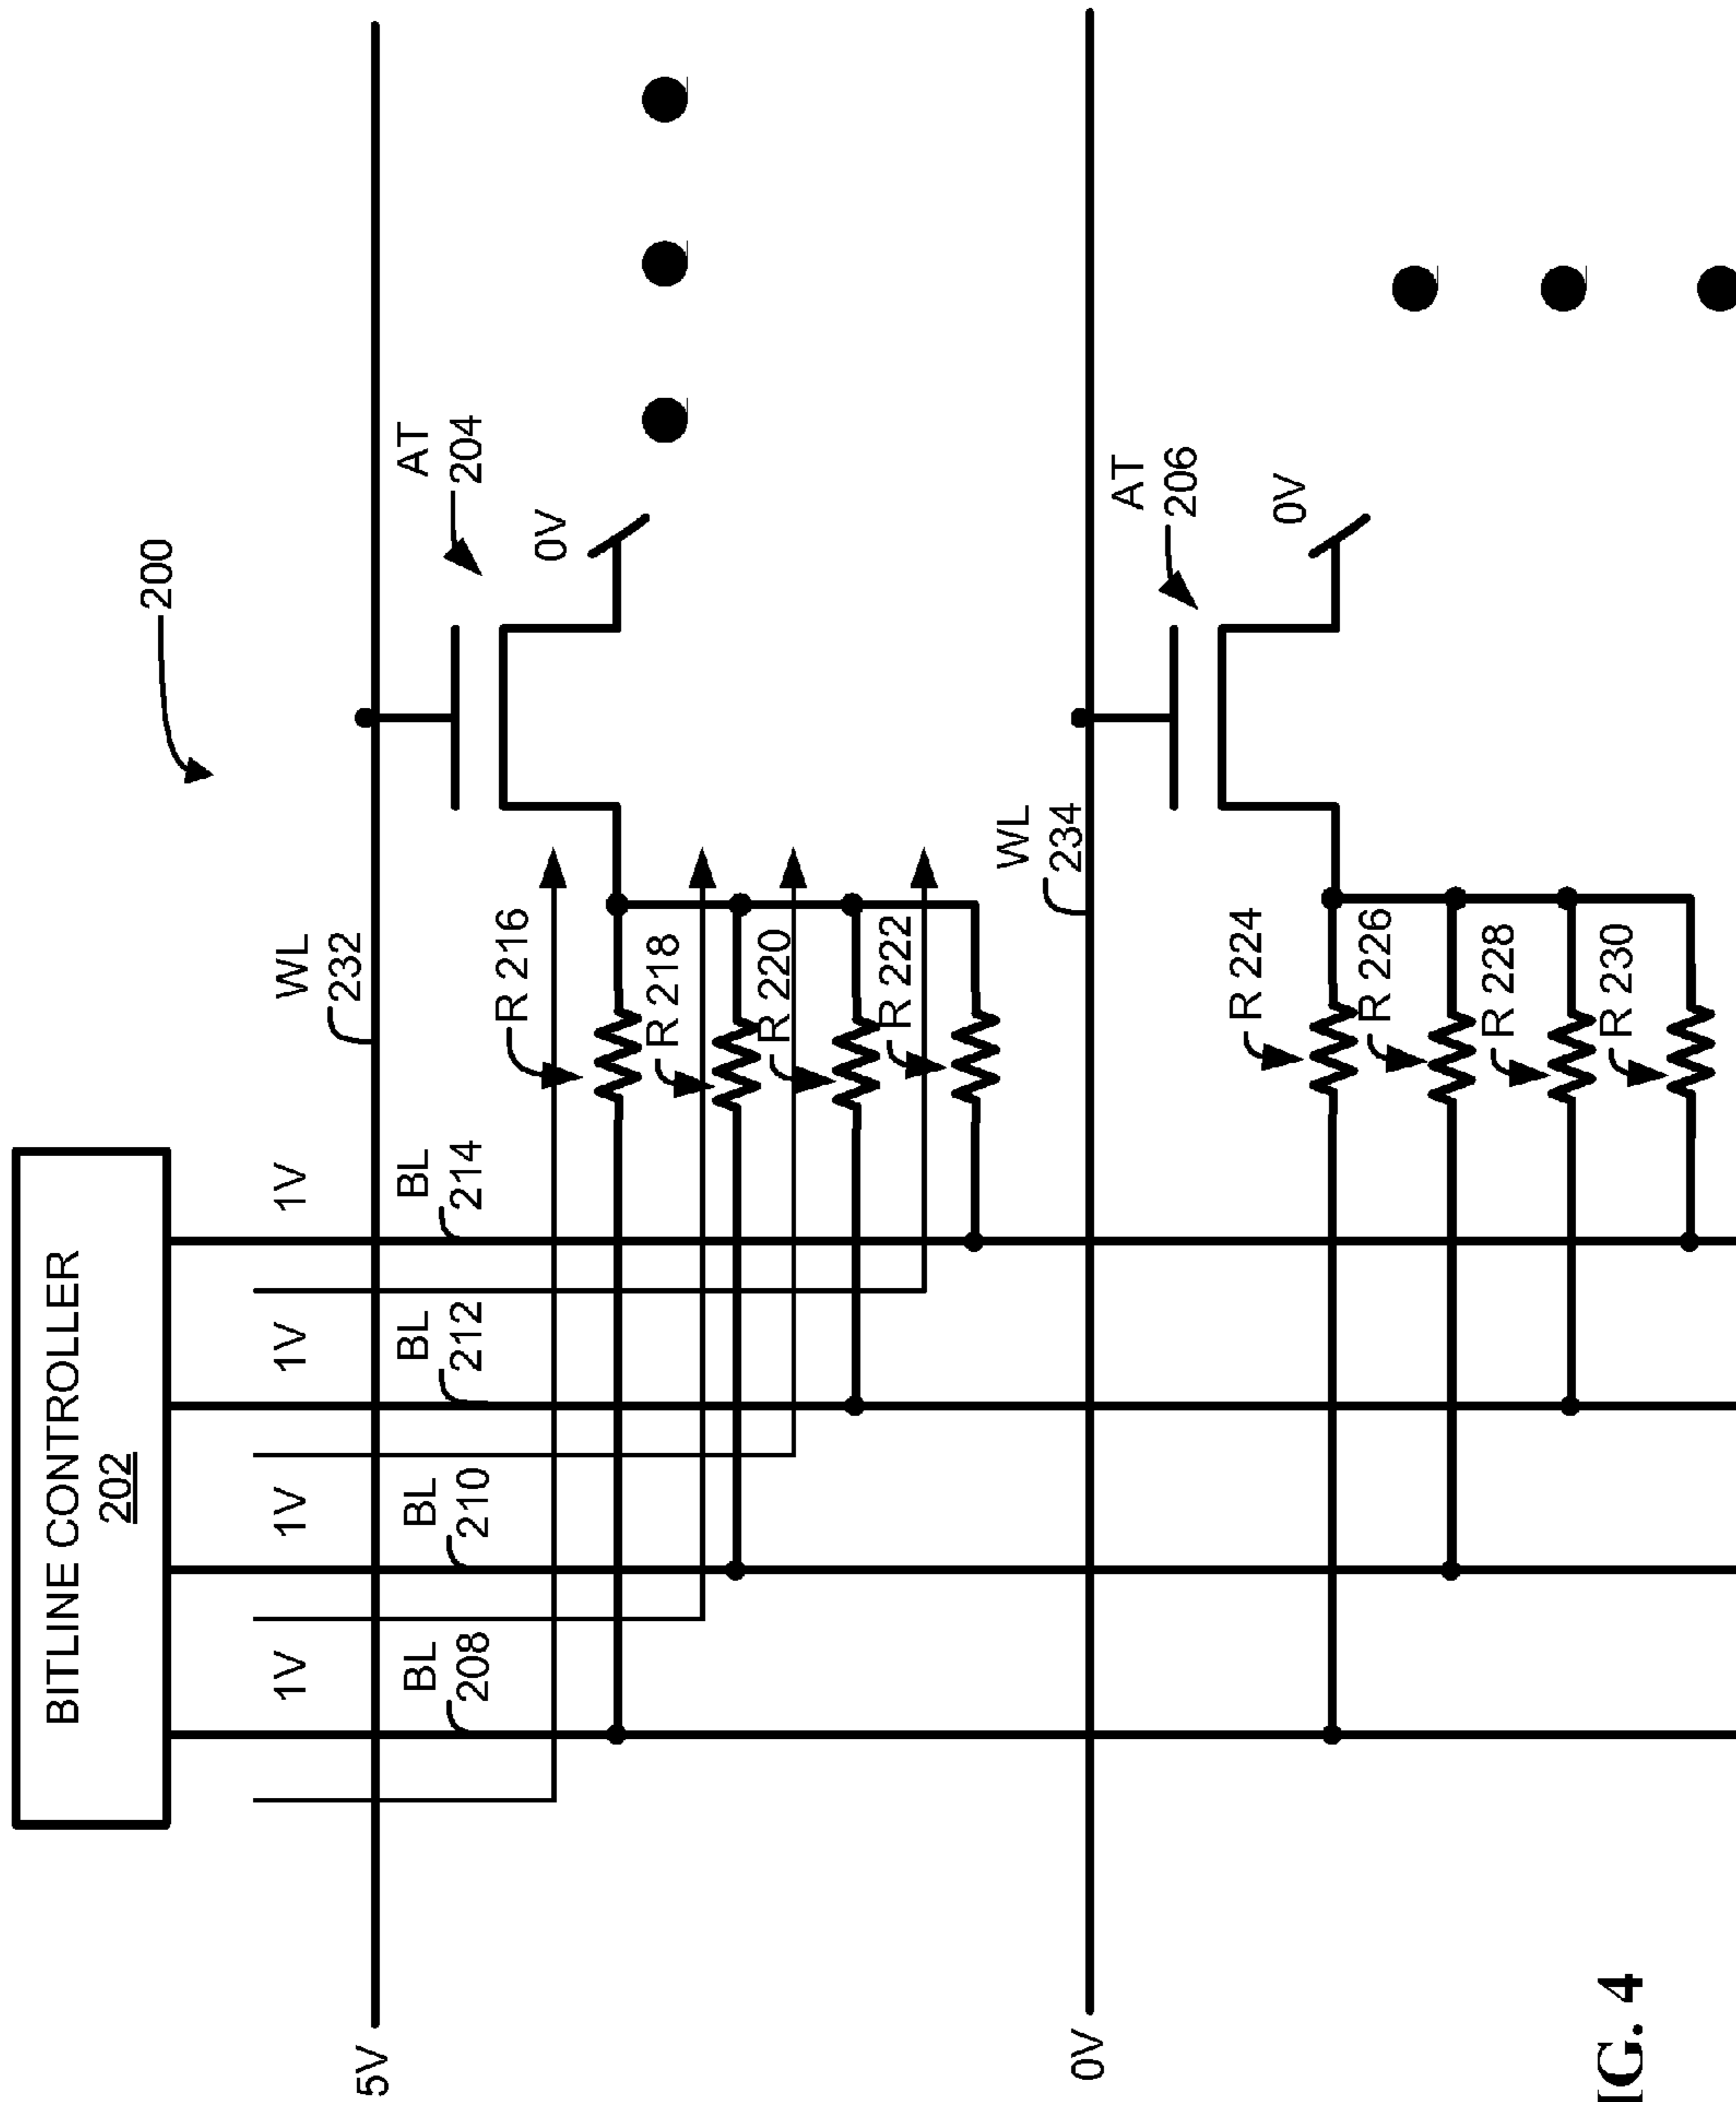 200
BITLINE CONTROLLER
202
1V
1V
1V
1V
5V
WL
232
BL
208
BL
210
BL
212
BL
214
AT
204
0V
R 216
R 218
R 220
R 222
0V
WL
234
AT
206
0V
R 224
R 226
R 228
R 230
IG. 4